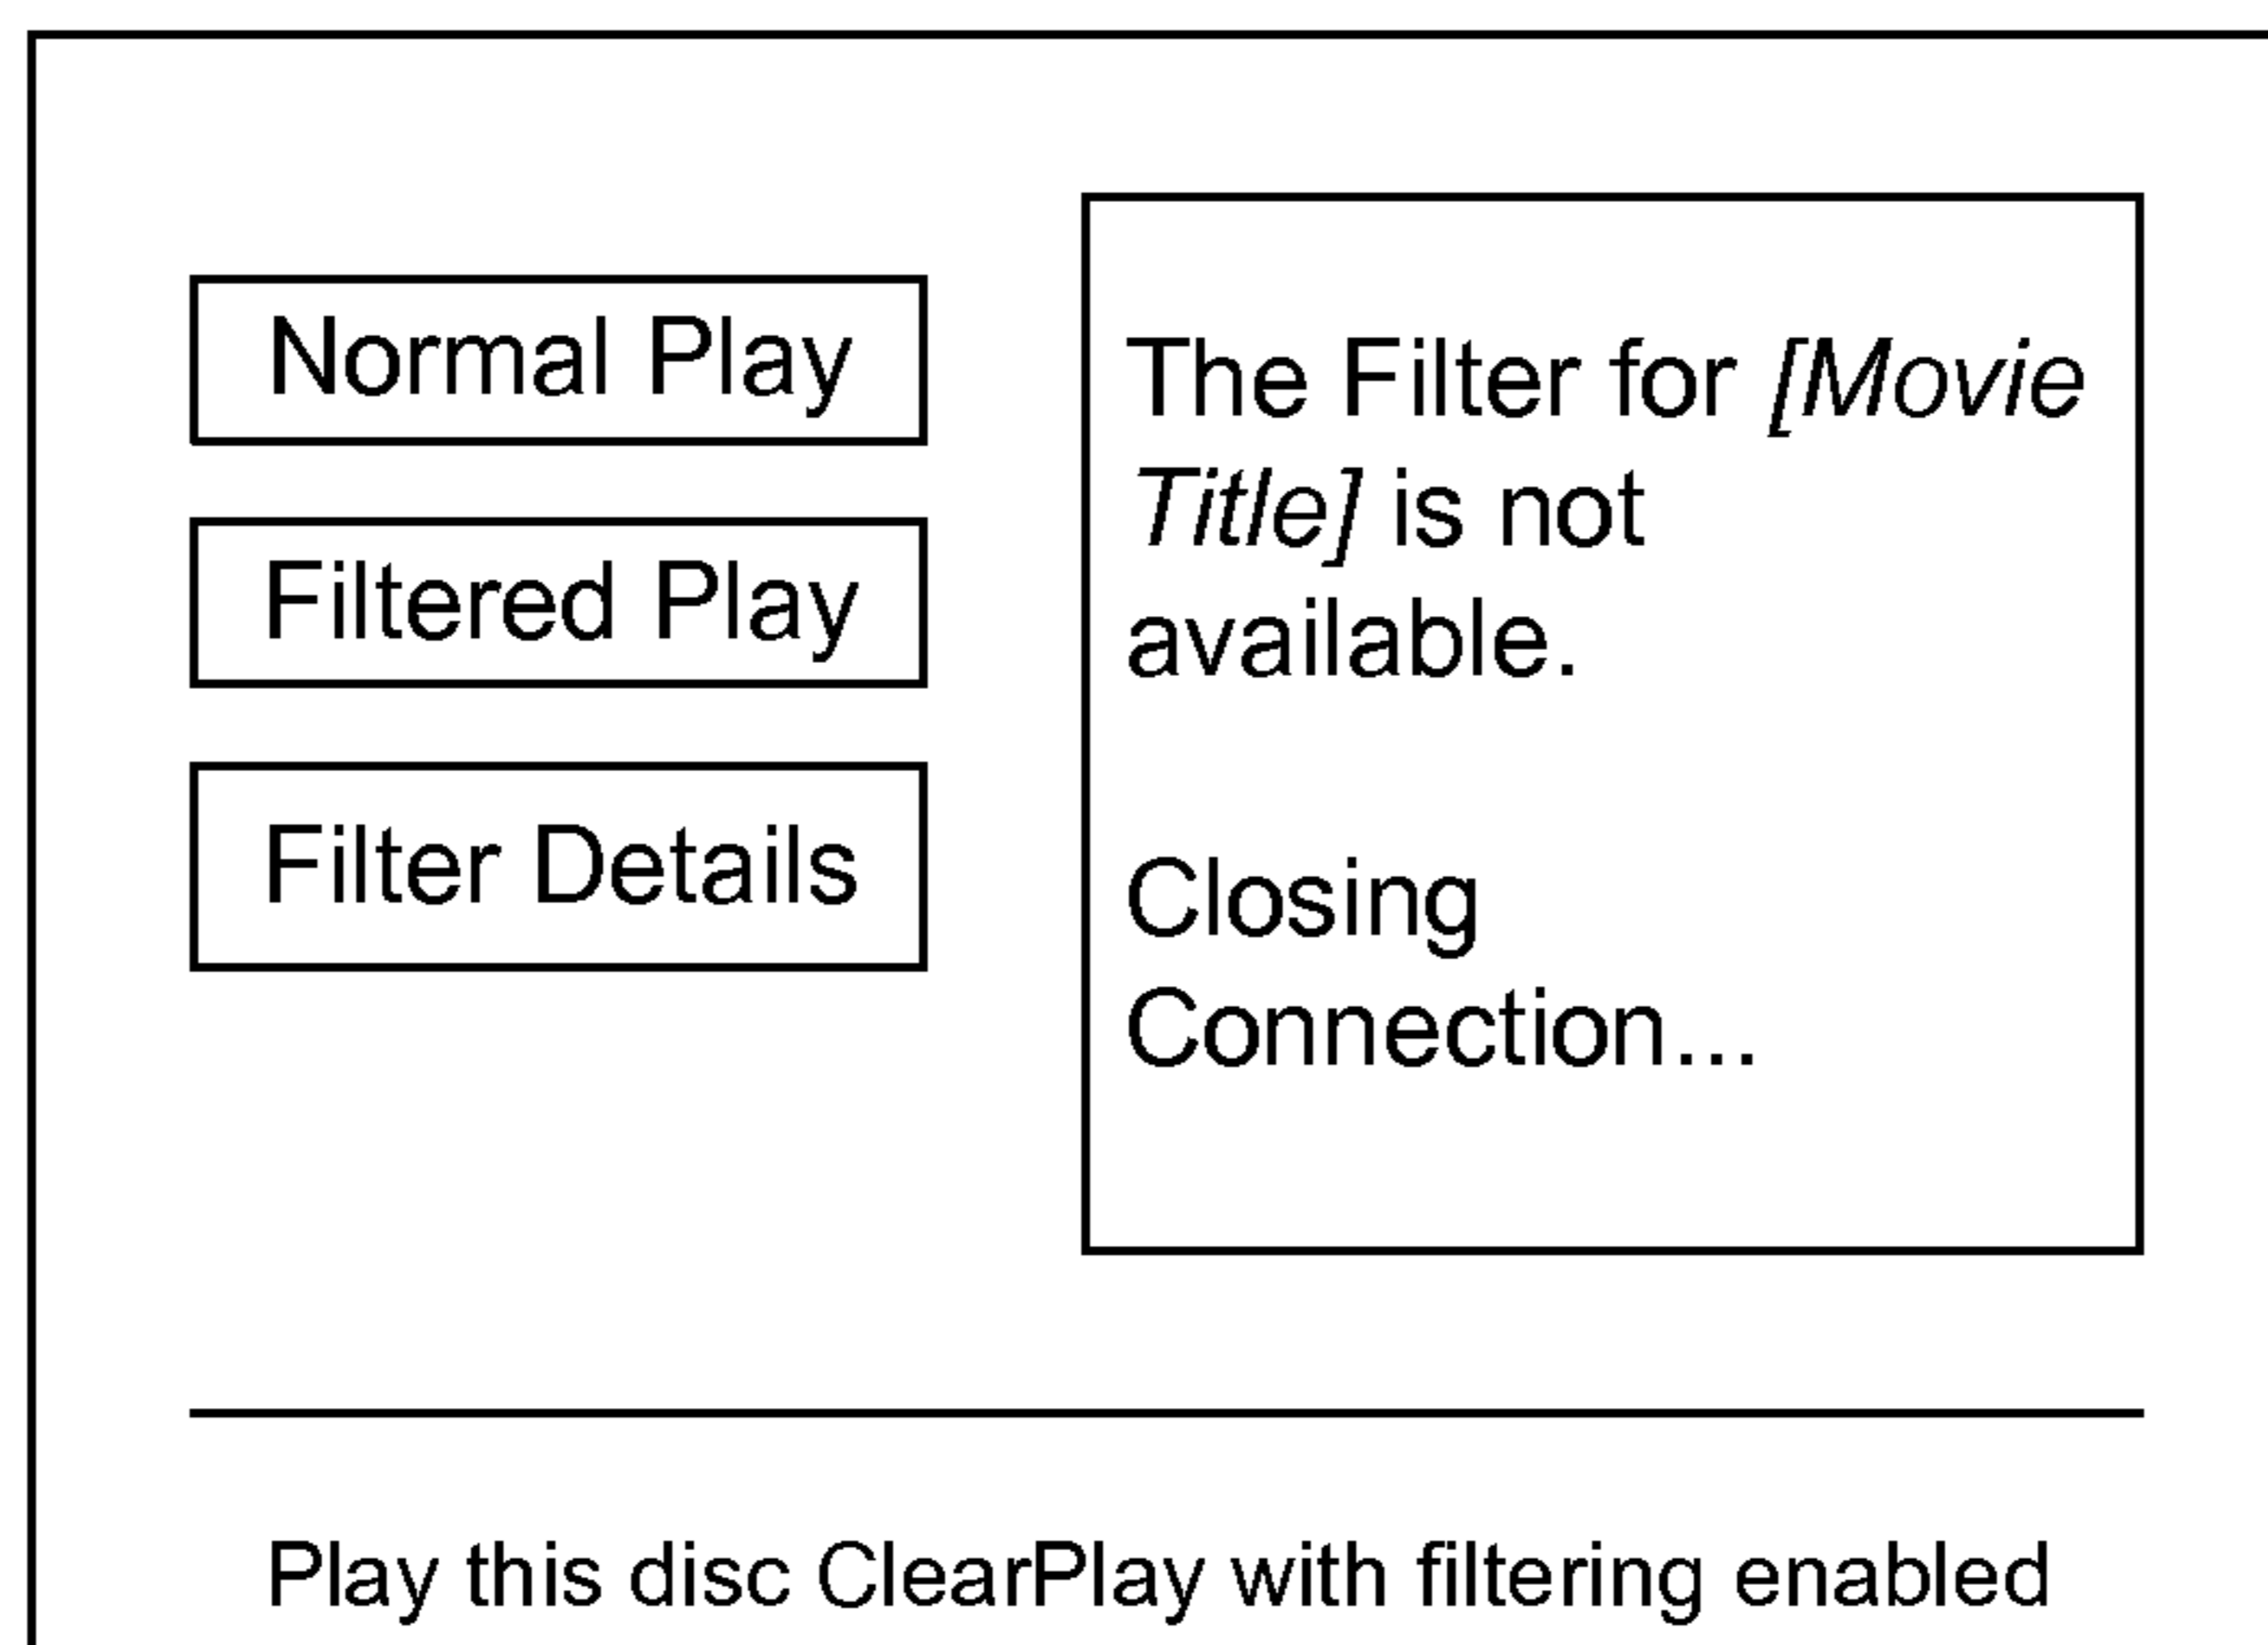 Normal Play
Filtered Play
Filter Details
The Filter for [Movie
Title] is not
available.
Closing
Connection...
Play this disc ClearPlay with filtering enabled